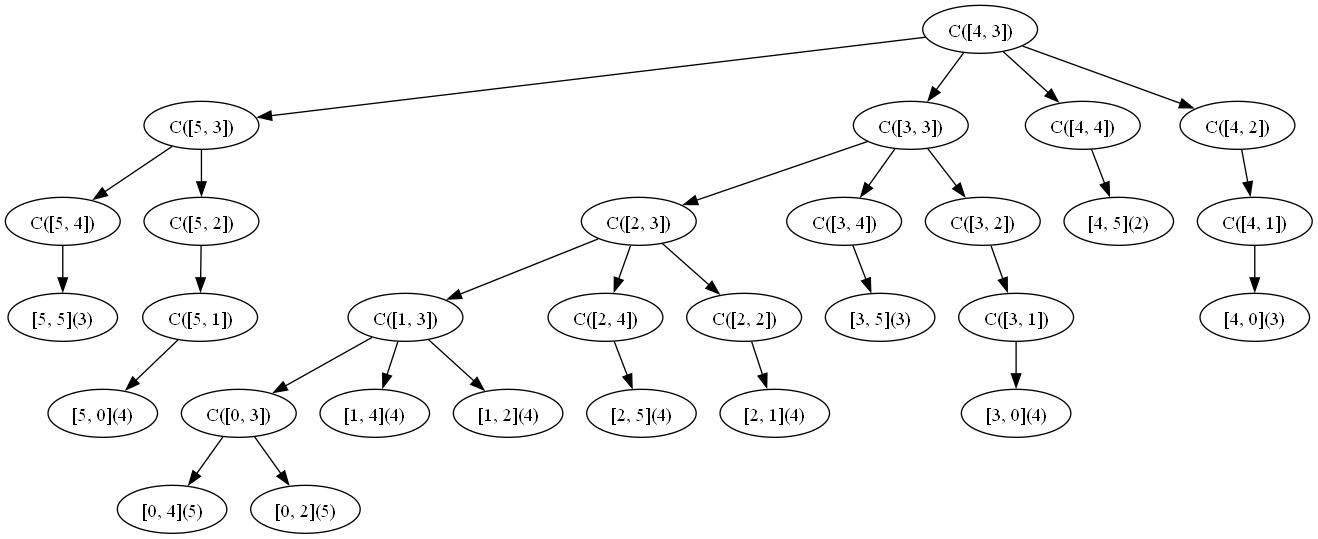 C([4, 3])
C([5, 3])
C([3, 3])
C([4, 4])
C([4, 2])
C([5, 4])
C([5, 2])
C([2, 3])
C([3, 4])
C([3, 2])
[4, 5](2)
C([4, 1])
[5, 5](3)
C([5, 1])
C([1, 3])
C([2, 4])
C([2, 2])
[3, 5](3)
C([3, 1])
[4, 0](3)
[5, 0](4)
C([0, 3])
[1, 4](4)
[1, 2](4)
[2, 5](4)
[2, 1](4)
[3, 0](4)
[0, 4](5)
[0, 2](5)